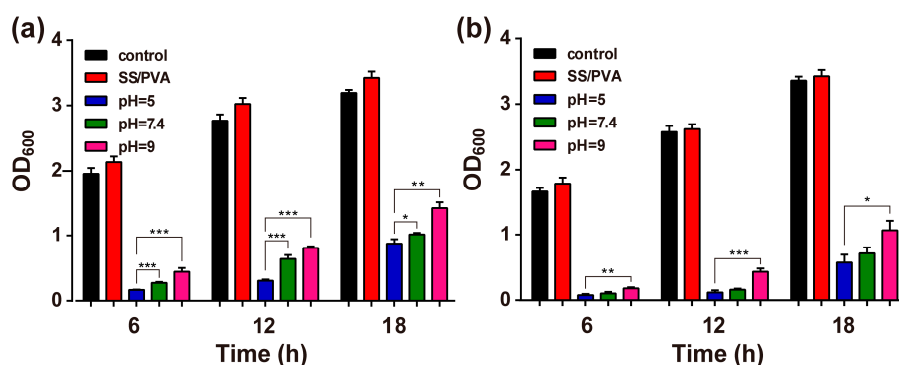 (a)
4
3
2
1
0
OD600
control
SS/PVA
pH=5
pH=7.4
pH=9
***
***
***
***
**
*
6
12
18
Time (h)
(b)
4
3
2
1
0
OD600
control
SS/PVA
pH=5
pH=7.4
pH=9
**
***
*
6
12
18
Time (h)